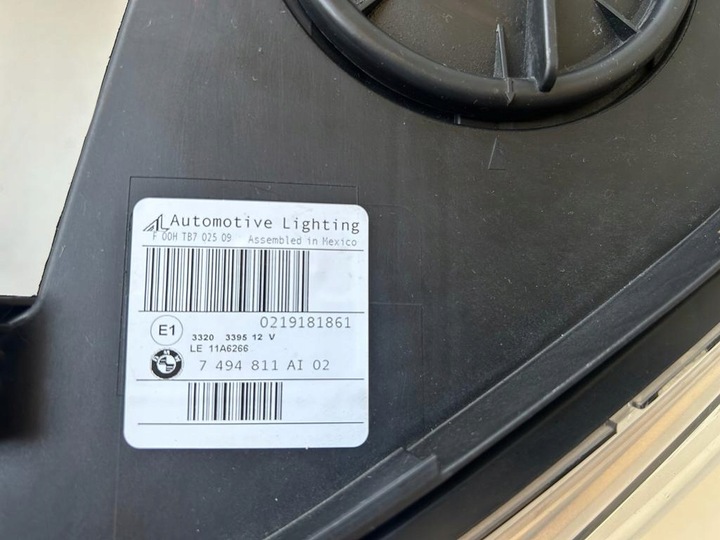 AL Automotive Lighting
F 00H TB7 025 09 Assembled in Mexico
0219181861
E1
3320 3395 12 V
LE 11A6266
7 494 811 AI 02